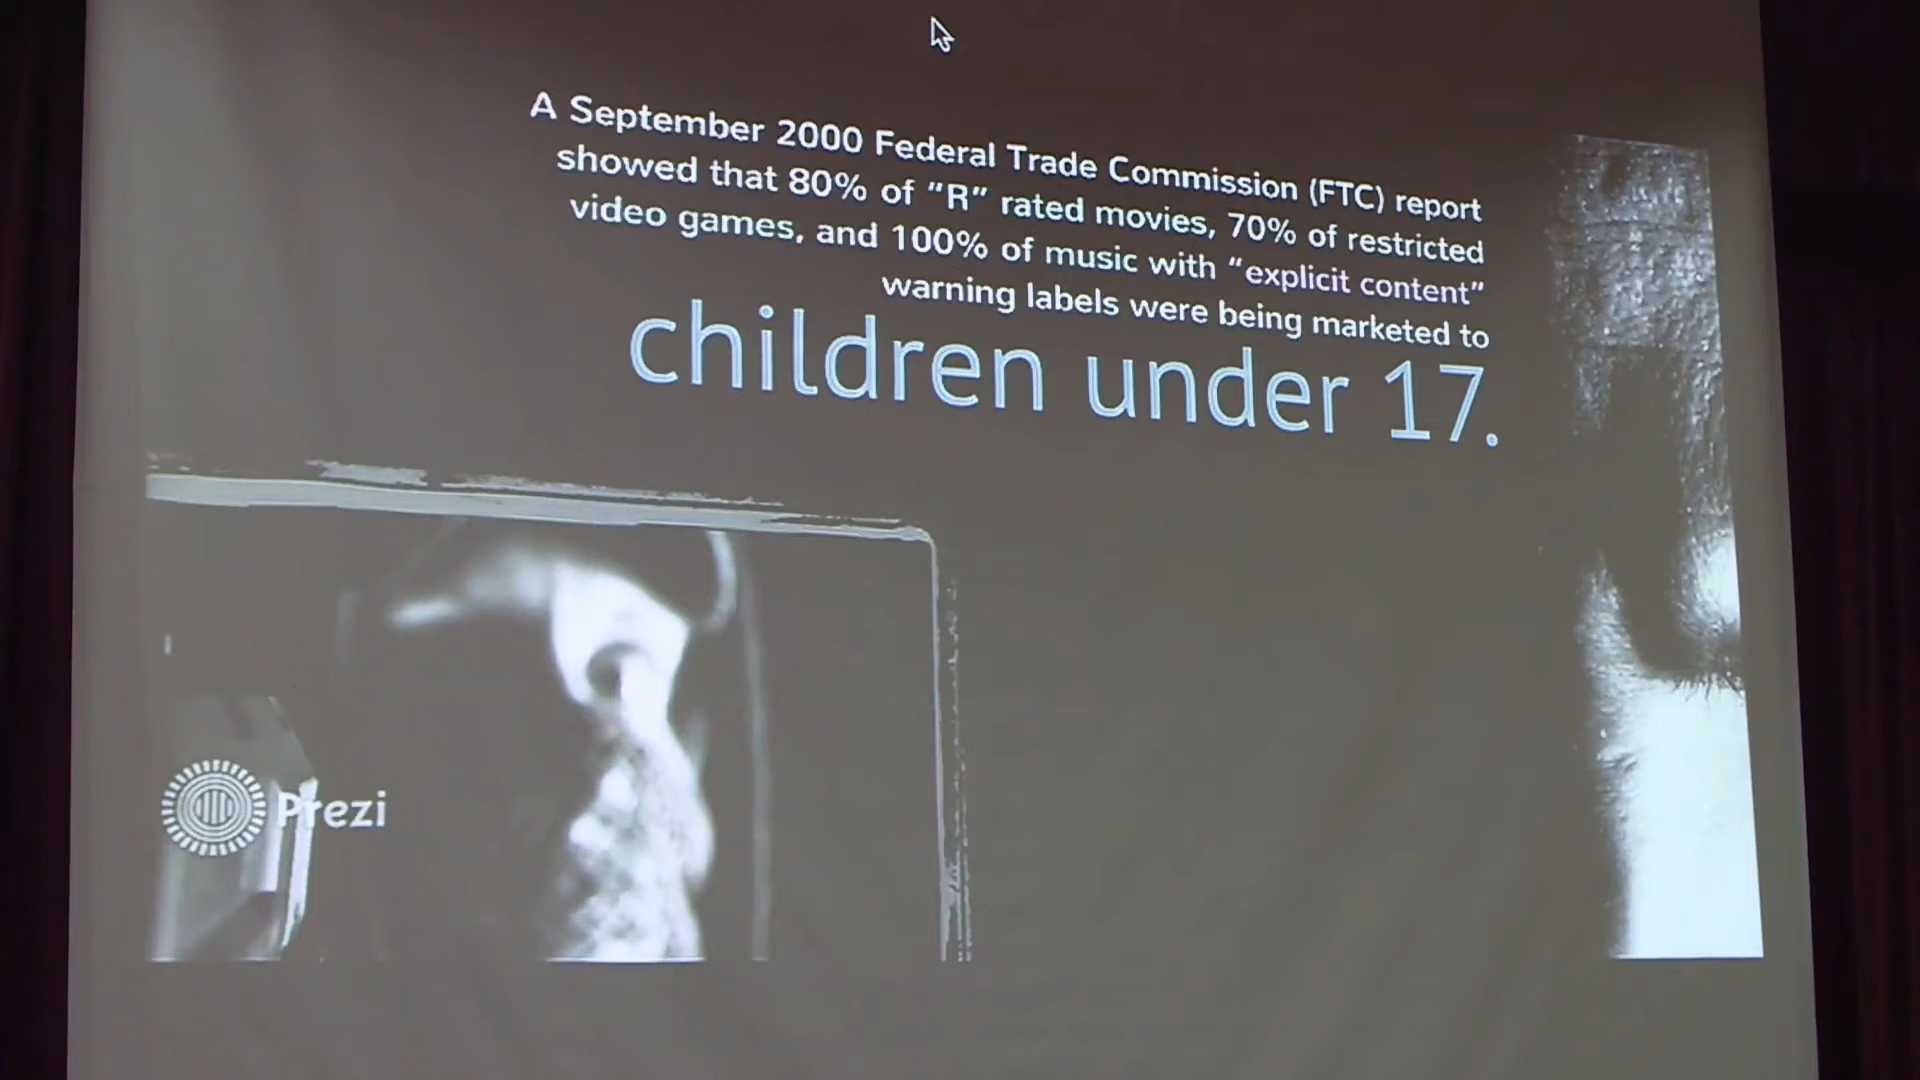 A September 2000 Federal Trade Commission (FTC) report
showed that 80% of "R" rated movies, 70% of restricted
video games, and 100% of music with "explicit content"
warning labels were being marketed to
children under 17.
Prezi